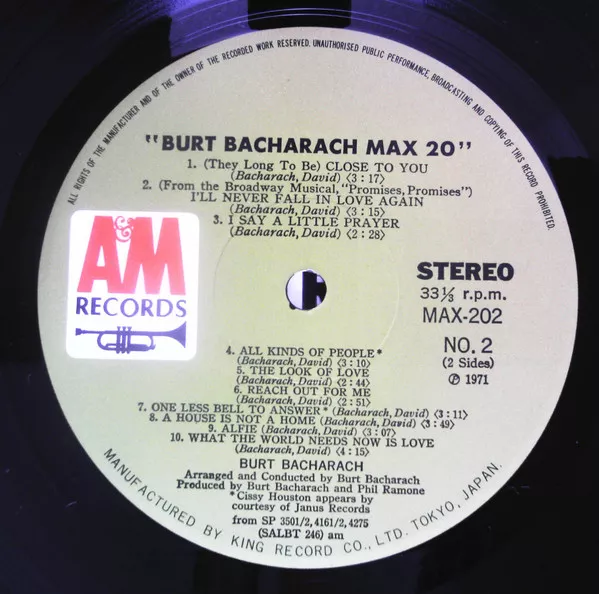 ALL RIGHTS OF THE MANUFACTURER AND OF THE OWNER OF THE RECORDED WORK RESERVED. UNAUTHORISED PUBLIC PERFORMANCE, BROADCASTING AND COPYING OF THIS RECORD PROHIBITED.
"BURT BACHARACH MAX 20"
1. (They Long To Be) CLOSE TO YOU
(Bacharach, David) ⟨3 : 17⟩
2. (From the Broadway Musical, "Promises, Promises")
I'LL NEVER FALL IN LOVE AGAIN
(Bacharach, David) ⟨3 : 15⟩
3. I SAY A LITTLE PRAYER
(Bacharach, David) ⟨2 : 28⟩
A&M
RECORDS
STEREO
33⅓ r.p.m.
MAX-202
NO. 2
(2 Sides)
℗ 1971
4. ALL KINDS OF PEOPLE*
(Bacharach, David) ⟨3 : 10⟩
5. THE LOOK OF LOVE
(Bacharach, David) ⟨2 : 44⟩
6. REACH OUT FOR ME
(Bacharach, David) ⟨2 : 51⟩
7. ONE LESS BELL TO ANSWER* (Bacharach, David) ⟨3 : 11⟩
8. A HOUSE IS NOT A HOME (Bacharach, David) ⟨3 : 49⟩
9. ALFIE (Bacharach, David) ⟨3 : 07⟩
10. WHAT THE WORLD NEEDS NOW IS LOVE
(Bacharach, David) ⟨4 : 15⟩
BURT BACHARACH
Arranged and Conducted by Burt Bacharach
Produced by Burt Bacharach and Phil Ramone
*Cissy Houston appears by
courtesy of Janus Records
from SP 3501/2, 4161/2, 4275
(SALBT 246) am
MANUFACTURED BY KING RECORD CO., LTD. TOKYO, JAPAN.